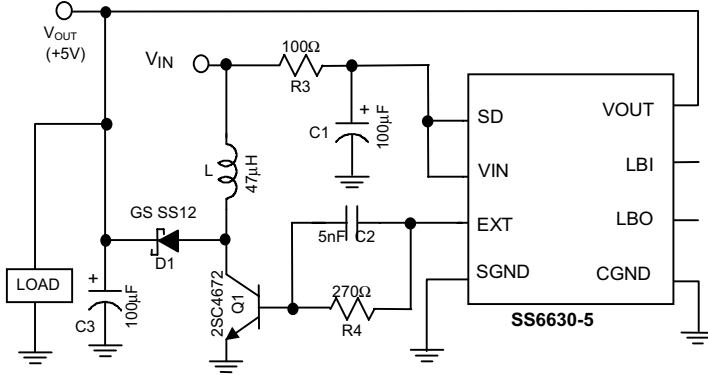 VOUT
(+5V)
VIN
100Ω
R3
+
C1
100µF
L
47µH
GS SS12
D1
5nF C2
270Ω
R4
2SC4672
Q1
LOAD
+
C3
100µF
SD
VIN
EXT
SGND
VOUT
LBI
LBO
CGND
SS6630-5